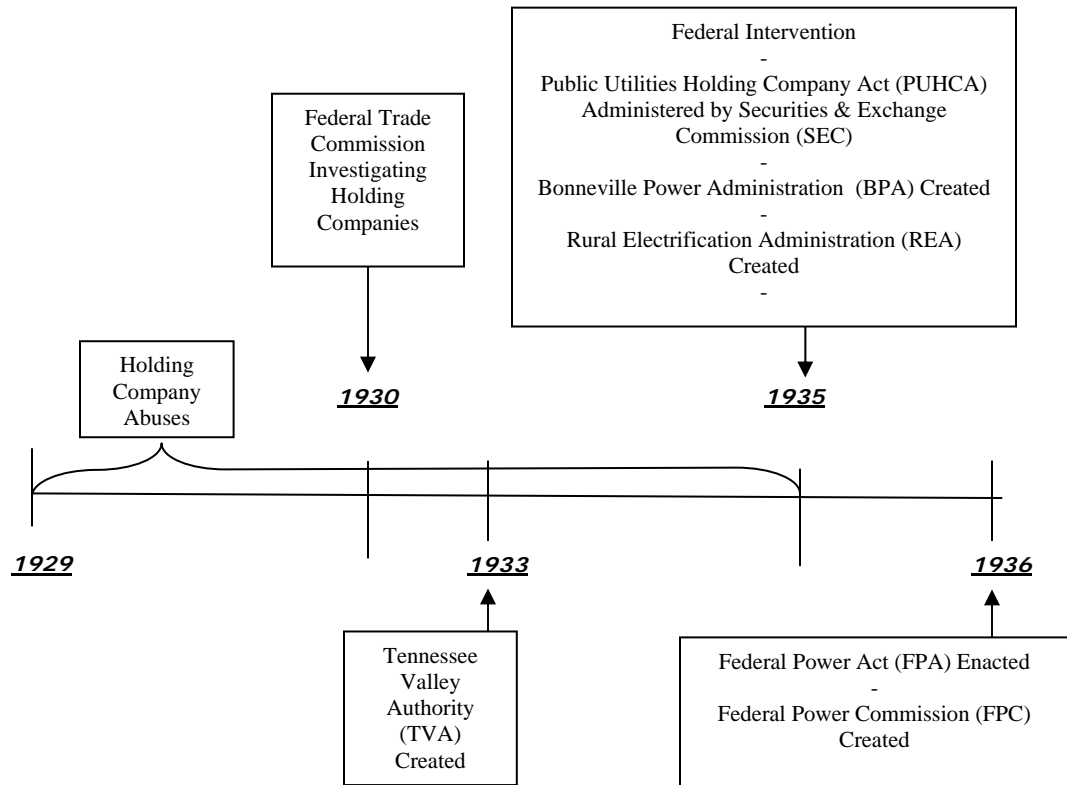 Federal Intervention
-
Public Utilities Holding Company Act (PUHCA)
Administered by Securities & Exchange
Commission (SEC)
-
Bonneville Power Administration  (BPA) Created
-
Rural Electrification Administration (REA)
Created
-
Federal Trade
Commission
Investigating
Holding
Companies
Holding
Company
Abuses
1930
1935
1929
1933
1936
Tennessee
Valley
Authority
(TVA)
Created
Federal Power Act (FPA) Enacted
-
Federal Power Commission (FPC)
Created